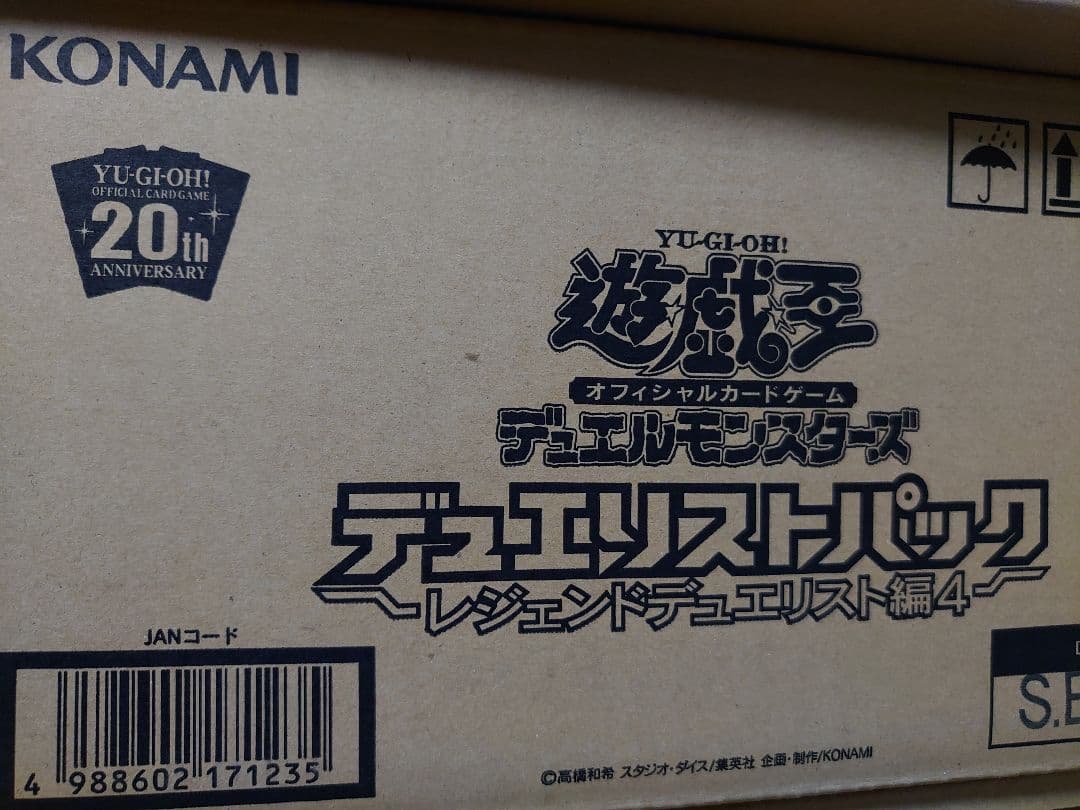 KONAMI
YU-GI-OH!
OFFICIAL CARD GAME
20th
ANNIVERSARY
YU-GI-OH!
遊戯王
オフィシャルカードゲーム
デュエルモンスターズ
デュエリストパック
レジェンドデュエリスト編4
JANコード
4 988602 171235
©高橋和希 スタジオ・ダイス/集英社 企画・制作/KONAMI